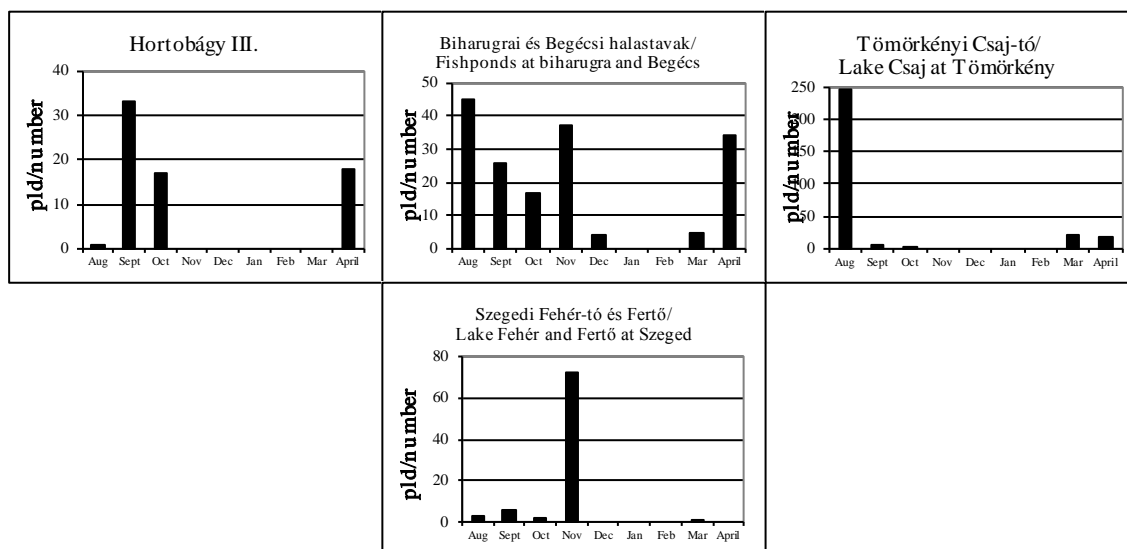 Hortobágy III.
pld/number
40
30
20
10
0
Aug Sept Oct Nov Dec Jan Feb Mar April
Biharugrai és Begécsi halastavak/
Fishponds at biharugra and Begécs
pld/number
50
40
30
20
10
0
Aug Sept Oct Nov Dec Jan Feb Mar April
Tömörkényi Csaj-tó/
Lake Csaj at Tömörkény
pld/number
250
200
150
100
50
0
Aug Sept Oct Nov Dec Jan Feb Mar April
Szegedi Fehér-tó és Fertő/
Lake Fehér and Fertő at Szeged
pld/number
80
60
40
20
0
Aug Sept Oct Nov Dec Jan Feb Mar April